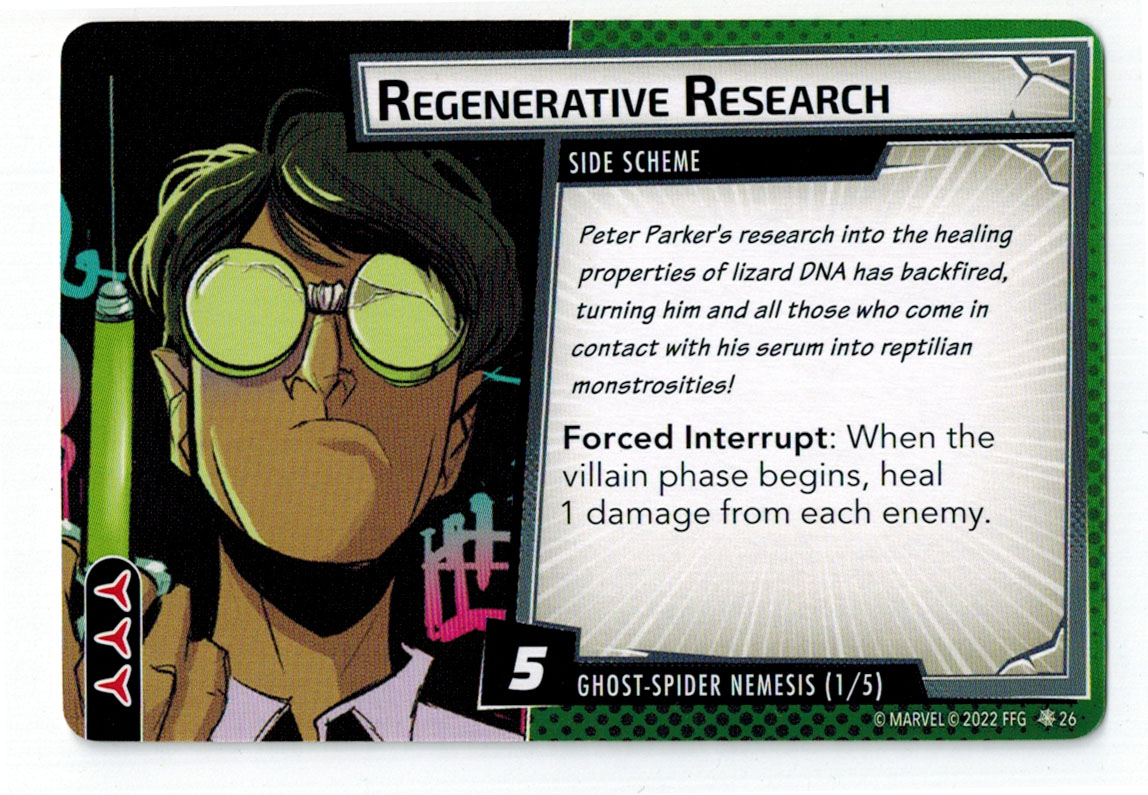 REGENERATIVE RESEARCH
SIDE SCHEME
Peter Parker's research into the healing
properties of lizard DNA has backfired,
turning him and all those who come in
contact with his serum into reptilian
monstrosities!
Forced Interrupt: When the
villain phase begins, heal
1 damage from each enemy.
5
GHOST-SPIDER NEMESIS (1/5)
© MARVEL © 2022 FFG 26